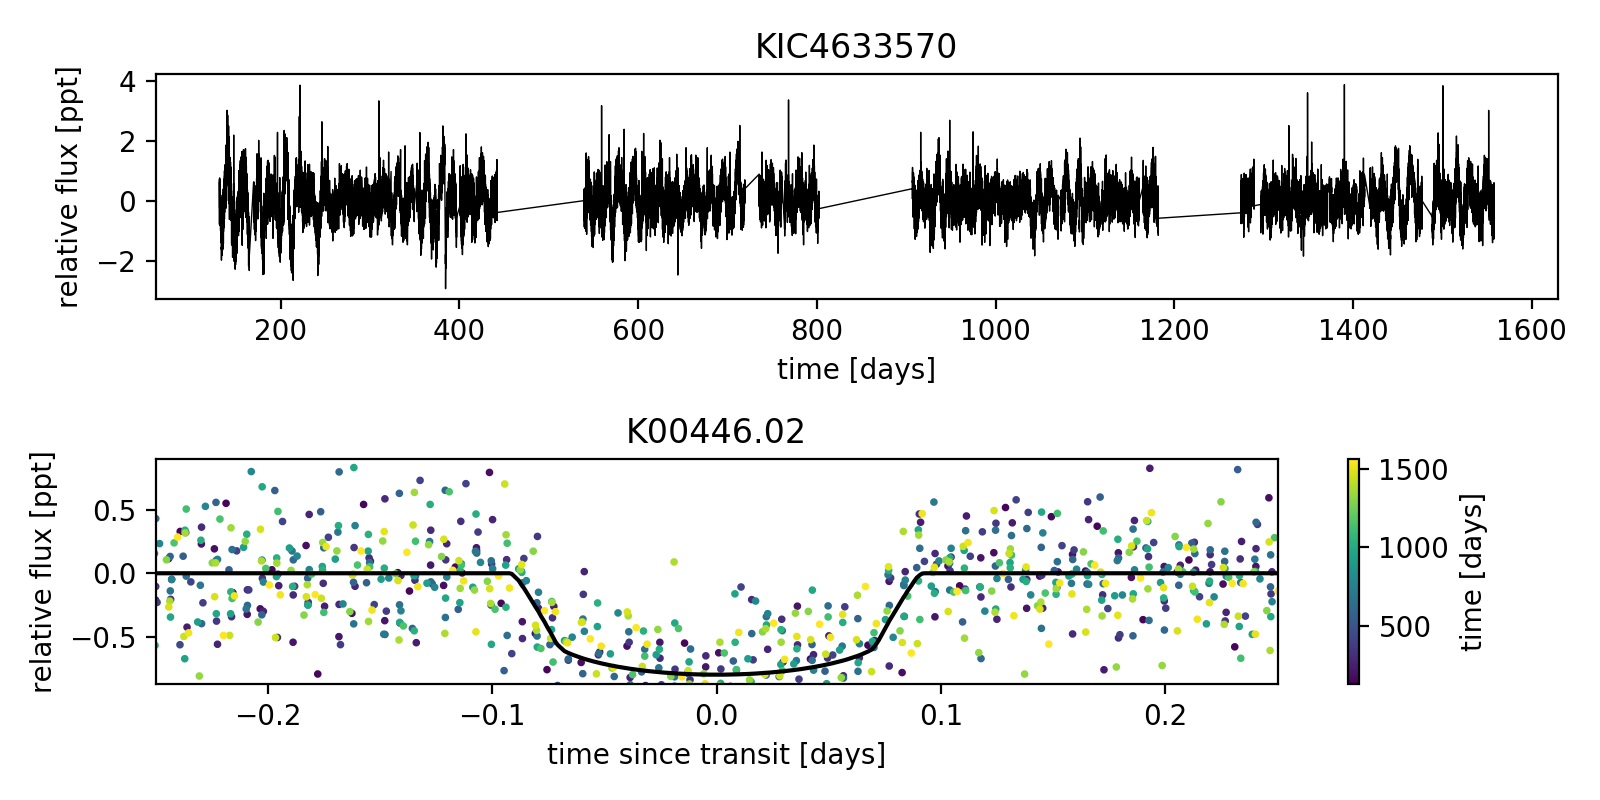 KIC4633570
relative flux [ppt]
4
2
0
−2
200 400 600 800 1000 1200 1400 1600
time [days]
K00446.02
relative flux [ppt]
0.5
0.0
−0.5
−0.2 −0.1 0.0 0.1 0.2
time since transit [days]
1500
1000
500
time [days]